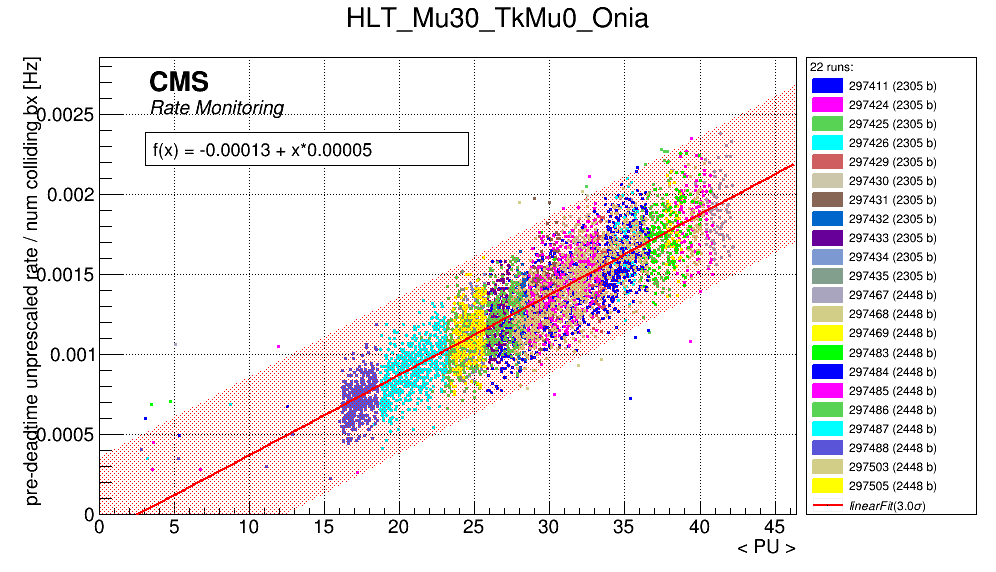 HLT_Mu30_TkMu0_Onia
pre-deadtime unprescaled rate / num colliding bx [Hz]
CMS
Rate Monitoring
f(x) = -0.00013 + x*0.00005
0.0025
0.002
0.0015
0.001
0.0005
0
0 5 10 15 20 25 30 35 40 45
< PU >
22 runs:
297411 (2305 b)
297424 (2305 b)
297425 (2305 b)
297426 (2305 b)
297429 (2305 b)
297430 (2305 b)
297431 (2305 b)
297432 (2305 b)
297433 (2305 b)
297434 (2305 b)
297435 (2305 b)
297467 (2448 b)
297468 (2448 b)
297469 (2448 b)
297483 (2448 b)
297484 (2448 b)
297485 (2448 b)
297486 (2448 b)
297487 (2448 b)
297488 (2448 b)
297503 (2448 b)
297505 (2448 b)
linearFit(3.0σ)